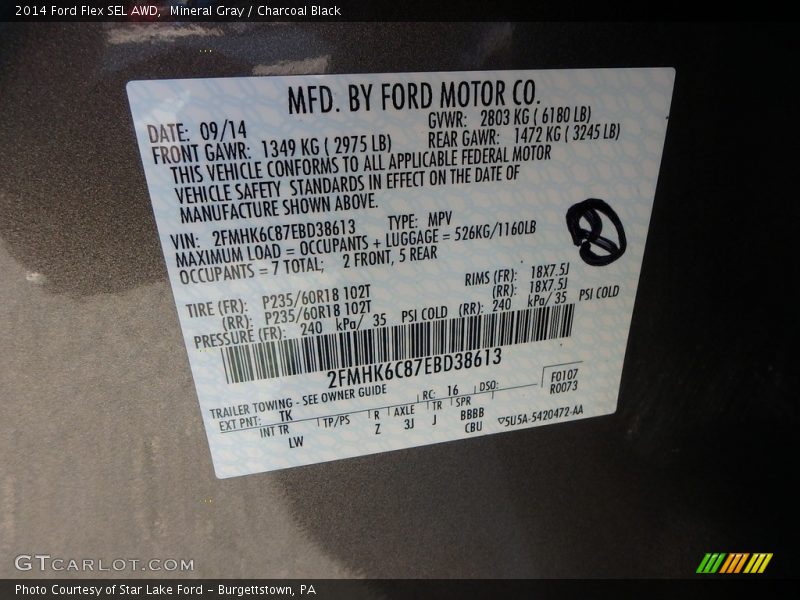 2014 Ford Flex SEL AWD,  Mineral Gray / Charcoal Black
MFD. BY FORD MOTOR CO.
DATE: 09/14 GVWR: 2803 KG ( 6180 LB)
FRONT GAWR: 1349 KG ( 2975 LB) REAR GAWR: 1472 KG ( 3245 LB)
THIS VEHICLE CONFORMS TO ALL APPLICABLE FEDERAL MOTOR
VEHICLE SAFETY STANDARDS IN EFFECT ON THE DATE OF
MANUFACTURE SHOWN ABOVE.
VIN: 2FMHK6C87EBD38613 TYPE: MPV
MAXIMUM LOAD = OCCUPANTS + LUGGAGE = 526KG/1160LB
OCCUPANTS = 7 TOTAL; 2 FRONT, 5 REAR
TIRE (FR): P235/60R18 102T RIMS (FR): 18X7.5J
(RR): P235/60R18 102T (RR): 18X7.5J
PRESSURE (FR): 240 kPa/ 35 PSI COLD (RR): 240 kPa/ 35 PSI COLD
2FMHK6C87EBD38613
TRAILER TOWING - SEE OWNER GUIDE RC: 16 DSO: F0107
EXT PNT: TK R0073
INT TR TP/PS R AXLE TR SPR
LW Z 3J J BBBB
CBU ▽5U5A-5420472-AA
GTCARLOT.COM
Photo Courtesy of Star Lake Ford - Burgettstown, PA